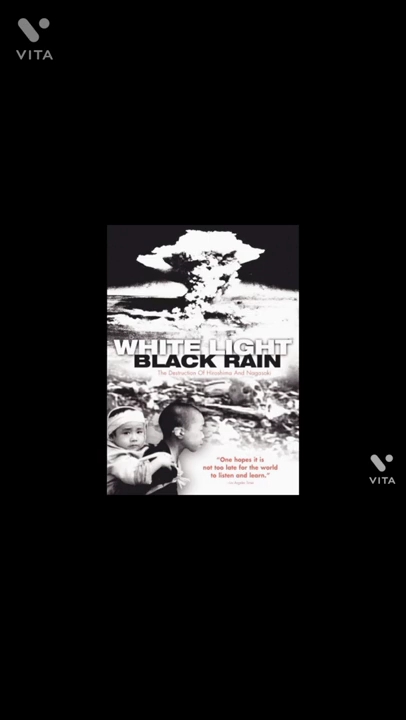 VITA
WHITE LIGHT
BLACK RAIN
The Destruction Of Hiroshima And Nagasaki
"One hopes it is
not too late for the world
to listen and learn."
VITA